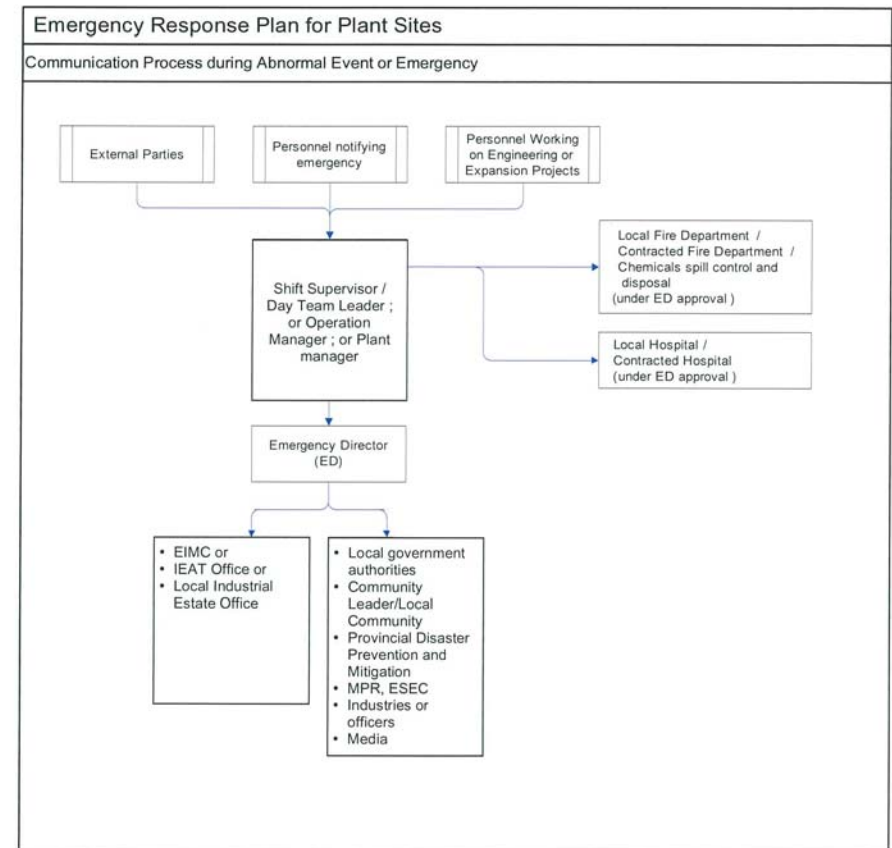 Emergency Response Plan for Plant Sites
Communication Process during Abnormal Event or Emergency
External Parties
Personnel notifying
emergency
Personnel Working
on Engineering or
Expansion Projects
Shift Supervisor /
Day Team Leader ;
or Operation
Manager ; or Plant
manager
Local Fire Department /
Contracted Fire Department /
Chemicals spill control and
disposal
(under ED approval )
Local Hospital /
Contracted Hospital
(under ED approval )
Emergency Director
(ED)
• EIMC or
• IEAT Office or
• Local Industrial
Estate Office
• Local government
authorities
• Community
Leader/Local
Community
• Provincial Disaster
Prevention and
Mitigation
• MPR, ESEC
• Industries or
officers
• Media